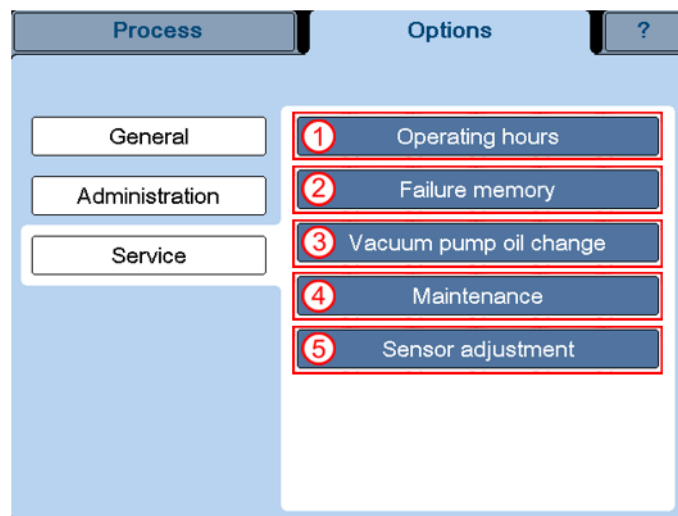 Process Options ?
General
Administration
Service
1 Operating hours
2 Failure memory
3 Vacuum pump oil change
4 Maintenance
5 Sensor adjustment